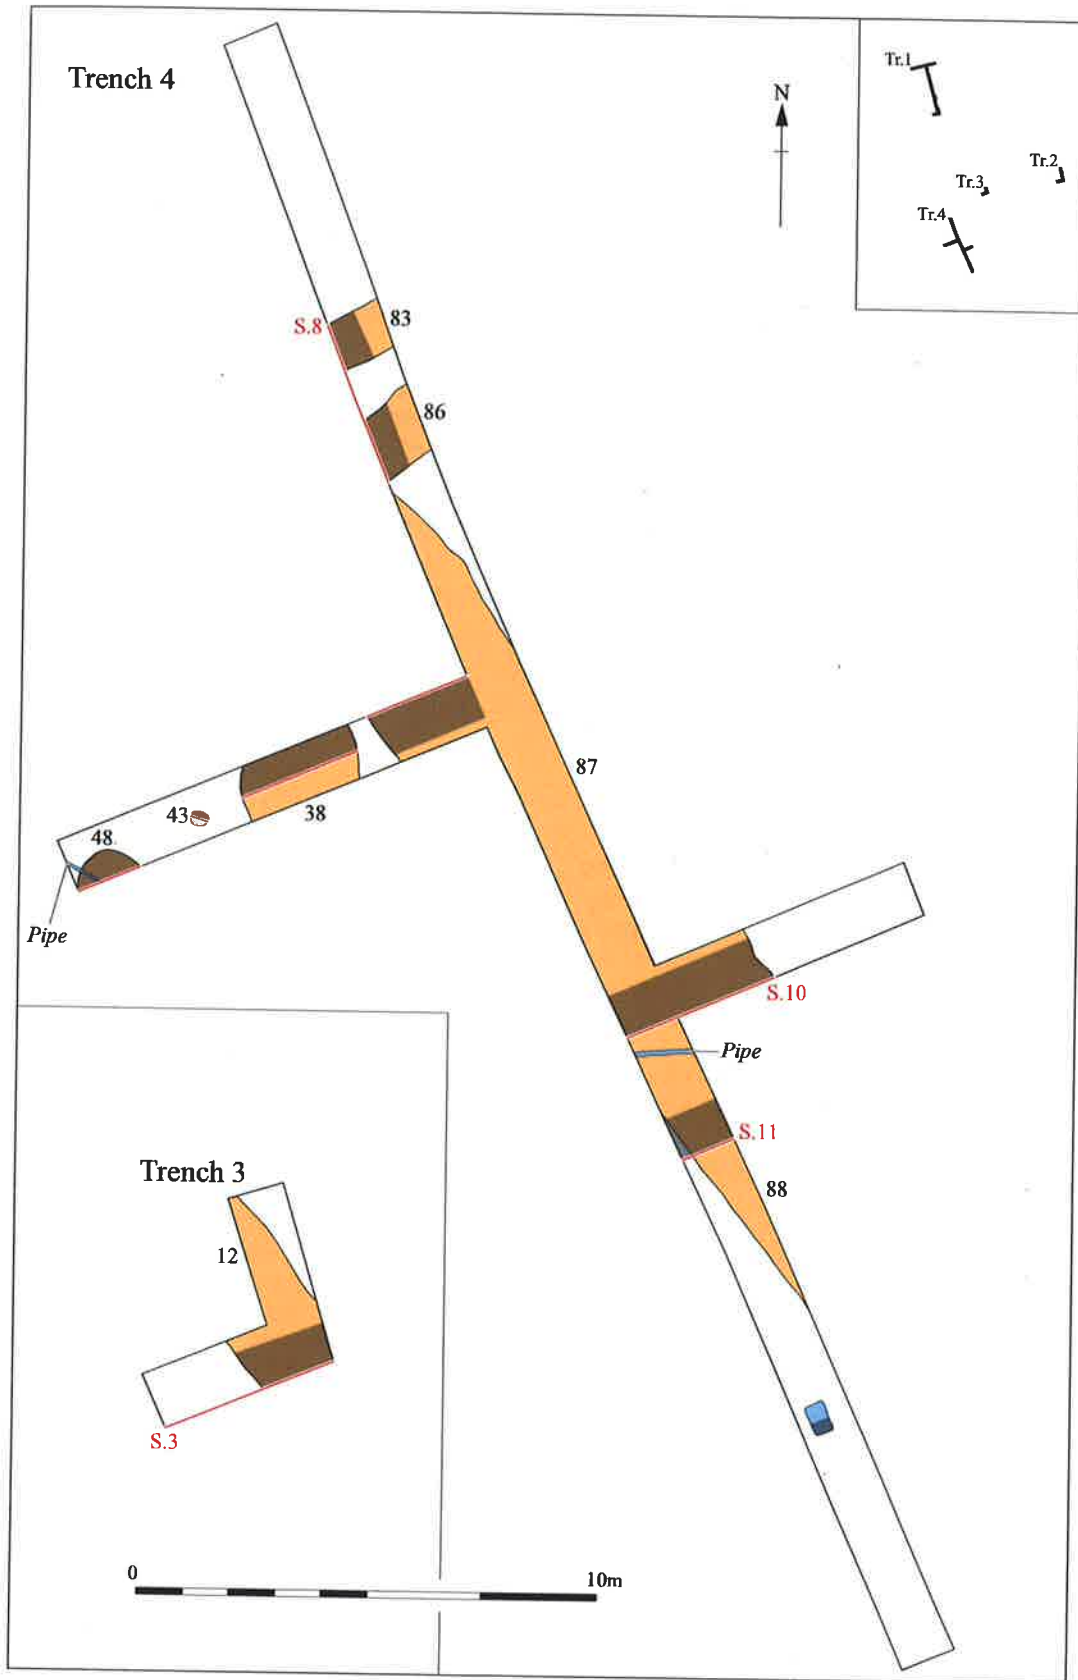 Trench 4
N
Tr.1
Tr.2
Tr.3
Tr.4
S.8
83
86
87
43
38
48
Pipe
S.10
Pipe
S.11
88
Trench 3
12
S.3
0
10m